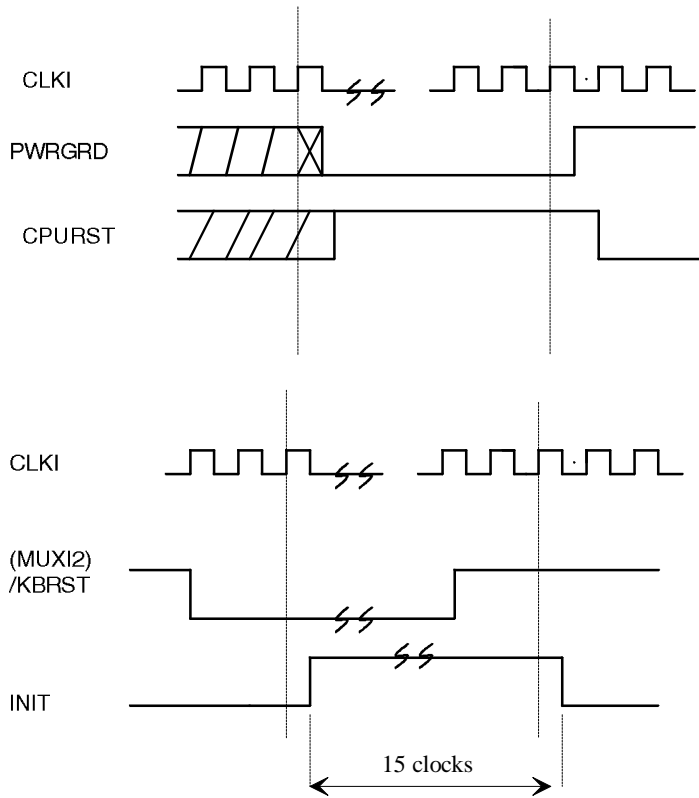 CLKI
PWRGRD
CPURST
CLKI
(MUXI2)
/KBRST
INIT
15 clocks